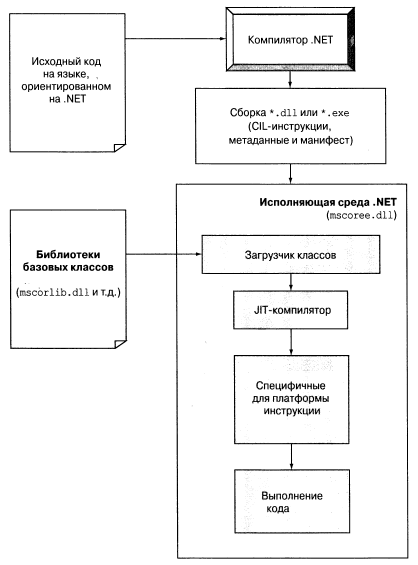 Исходный код
на языке,
ориентированном
на .NET
Компилятор .NET
Сборка *.dll или *.exe
(CIL-инструкции,
метаданные и манифест)
Исполняющая среда .NET
(mscoree.dll)
Библиотеки
базовых классов
(mscorlib.dll и т.д.)
Загрузчик классов
JIT-компилятор
Специфичные
для платформы
инструкции
Выполнение
кода